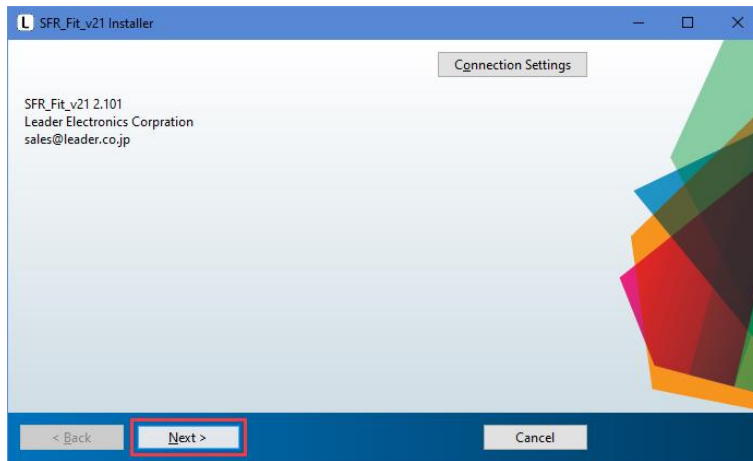 L SFR_Fit_v21 Installer
Connection Settings
SFR_Fit_v21 2.101
Leader Electronics Corpration
sales@leader.co.jp
< Back Next > Cancel